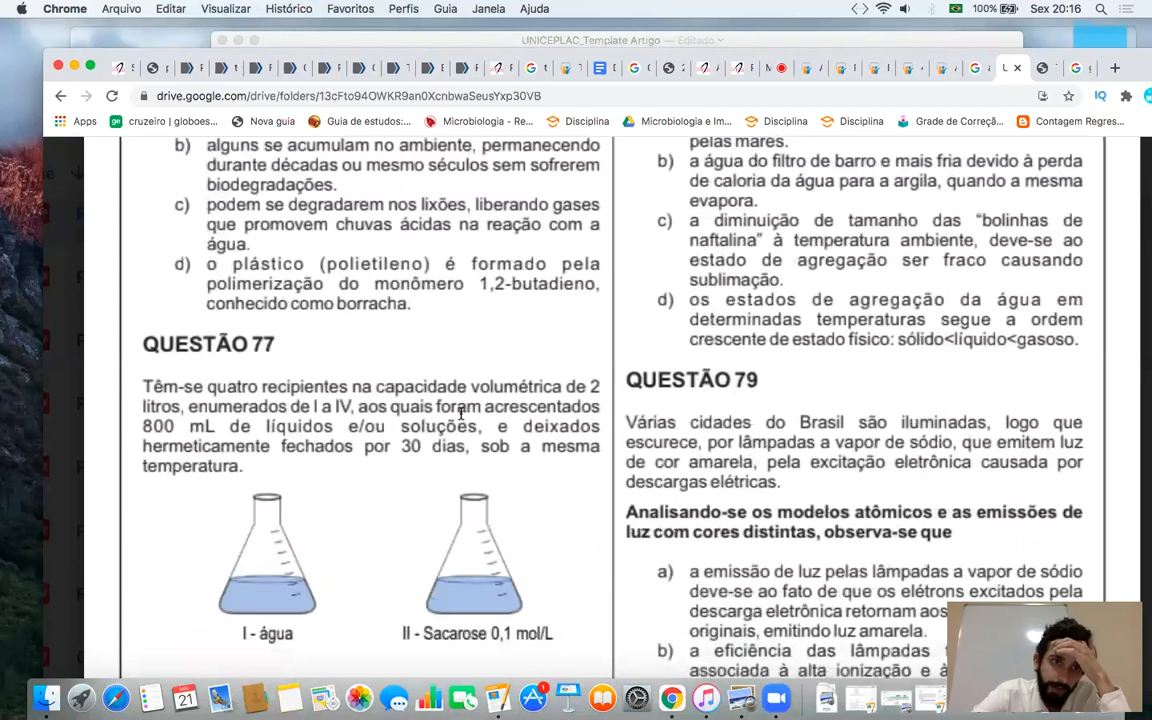 Chrome Arquivo Editar Visualizar Histórico Favoritos Perfis Guia Janela Ajuda 100% Sex 20:16
UNICEPLAC_Template Artigo — Editado
drive.google.com/drive/folders/13cFto94OWKR9an0XcnbwaSeusYxp30VB
Apps cruzeiro | globoes... Nova guia Guia de estudo:... Microbiologia - Re... Disciplina Microbiologia e Im... Disciplina Disciplina Grade de Correçã... Contagem Regres...
b) alguns se acumulam no ambiente, permanecendo
durante décadas ou mesmo séculos sem sofrerem
biodegradações.
c) podem se degradarem nos lixões, liberando gases
que promovem chuvas ácidas na reação com a
água.
d) o plástico (polietileno) é formado pela
polimerização do monômero 1,2-butadieno,
conhecido como borracha.
QUESTÃO 77
Têm-se quatro recipientes na capacidade volumétrica de 2
litros, enumerados de I a IV, aos quais foram acrescentados
800 mL de líquidos e/ou soluções, e deixados
hermeticamente fechados por 30 dias, sob a mesma
temperatura.
I - água
II - Sacarose 0,1 mol/L
pelas mares.
b) a água do filtro de barro e mais fria devido à perda
de caloria da água para a argila, quando a mesma
evapora.
c) a diminuição de tamanho das “bolinhas de
naftalina” à temperatura ambiente, deve-se ao
estado de agregação ser fraco causando
sublimação.
d) os estados de agregação da água em
determinadas temperaturas segue a ordem
crescente de estado físico: sólido<líquido<gasoso.
QUESTÃO 79
Várias cidades do Brasil são iluminadas, logo que
escurece, por lâmpadas a vapor de sódio, que emitem luz
de cor amarela, pela excitação eletrônica causada por
descargas elétricas.
Analisando-se os modelos atômicos e as emissões de
luz com cores distintas, observa-se que
a) a emissão de luz pelas lâmpadas a vapor de sódio
deve-se ao fato de que os elétrons excitados pela
descarga eletrônica retornam aos
originais, emitindo luz amarela.
b) a eficiência das lâmpadas
associada à alta ionização e à
21
1